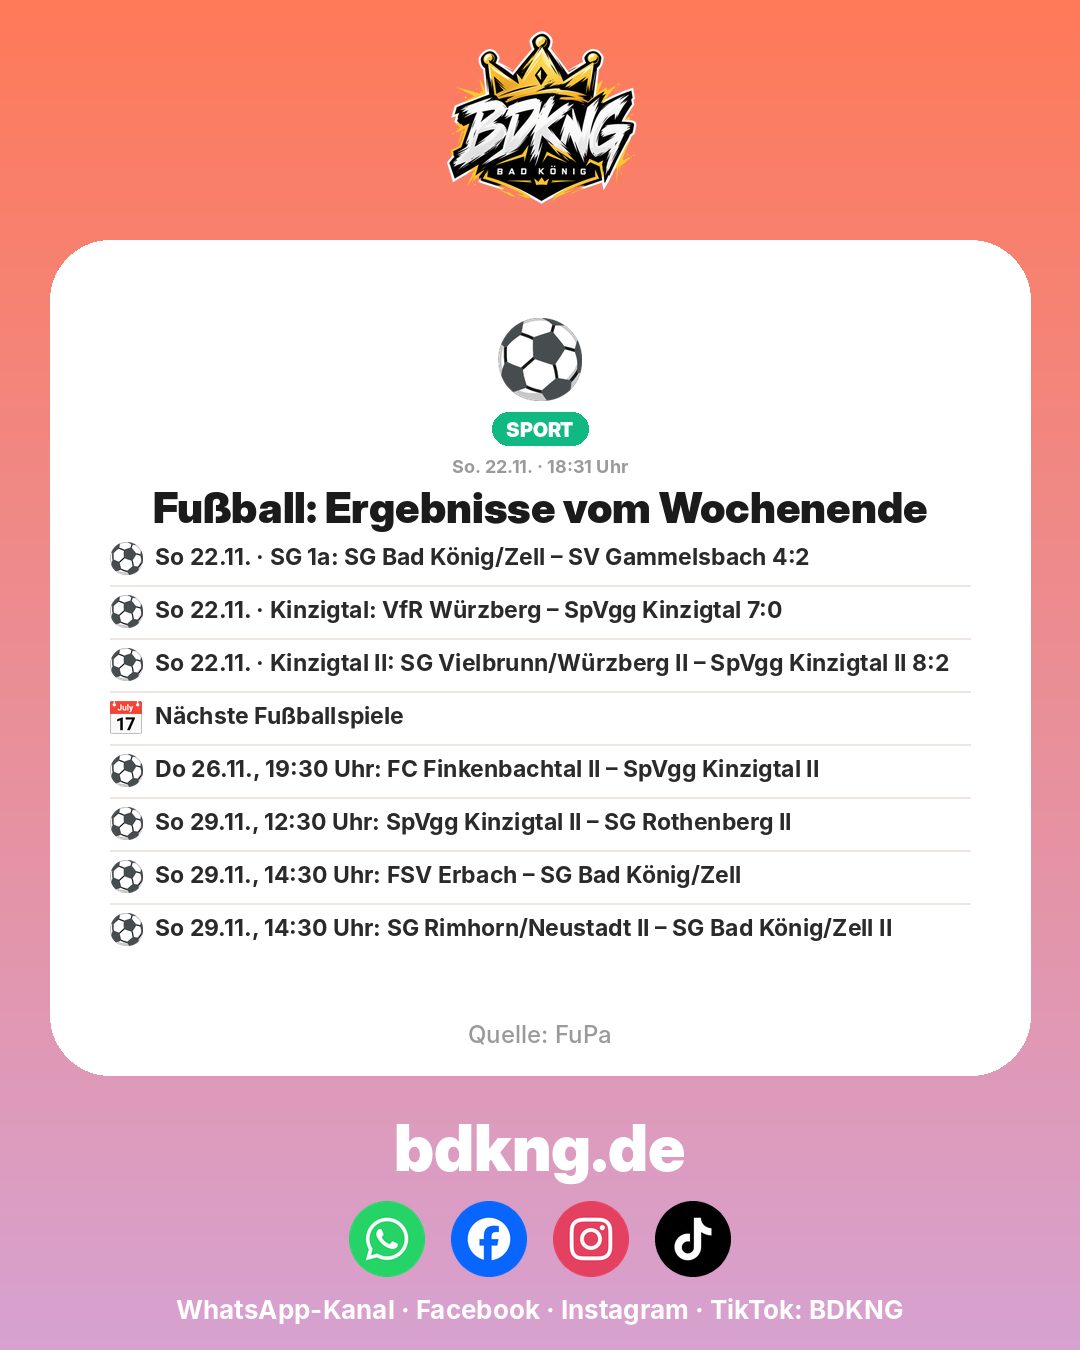 BDKNG
BAD KÖNIG
SPORT
So. 22.11. · 18:31 Uhr
Fußball: Ergebnisse vom Wochenende
So 22.11. · SG 1a: SG Bad König/Zell – SV Gammelsbach 4:2
So 22.11. · Kinzigtal: VfR Würzberg – SpVgg Kinzigtal 7:0
So 22.11. · Kinzigtal II: SG Vielbrunn/Würzberg II – SpVgg Kinzigtal II 8:2
July
17
Nächste Fußballspiele
Do 26.11., 19:30 Uhr: FC Finkenbachtal II – SpVgg Kinzigtal II
So 29.11., 12:30 Uhr: SpVgg Kinzigtal II – SG Rothenberg II
So 29.11., 14:30 Uhr: FSV Erbach – SG Bad König/Zell
So 29.11., 14:30 Uhr: SG Rimhorn/Neustadt II – SG Bad König/Zell II
Quelle: FuPa
bdkng.de
WhatsApp-Kanal · Facebook · Instagram · TikTok: BDKNG